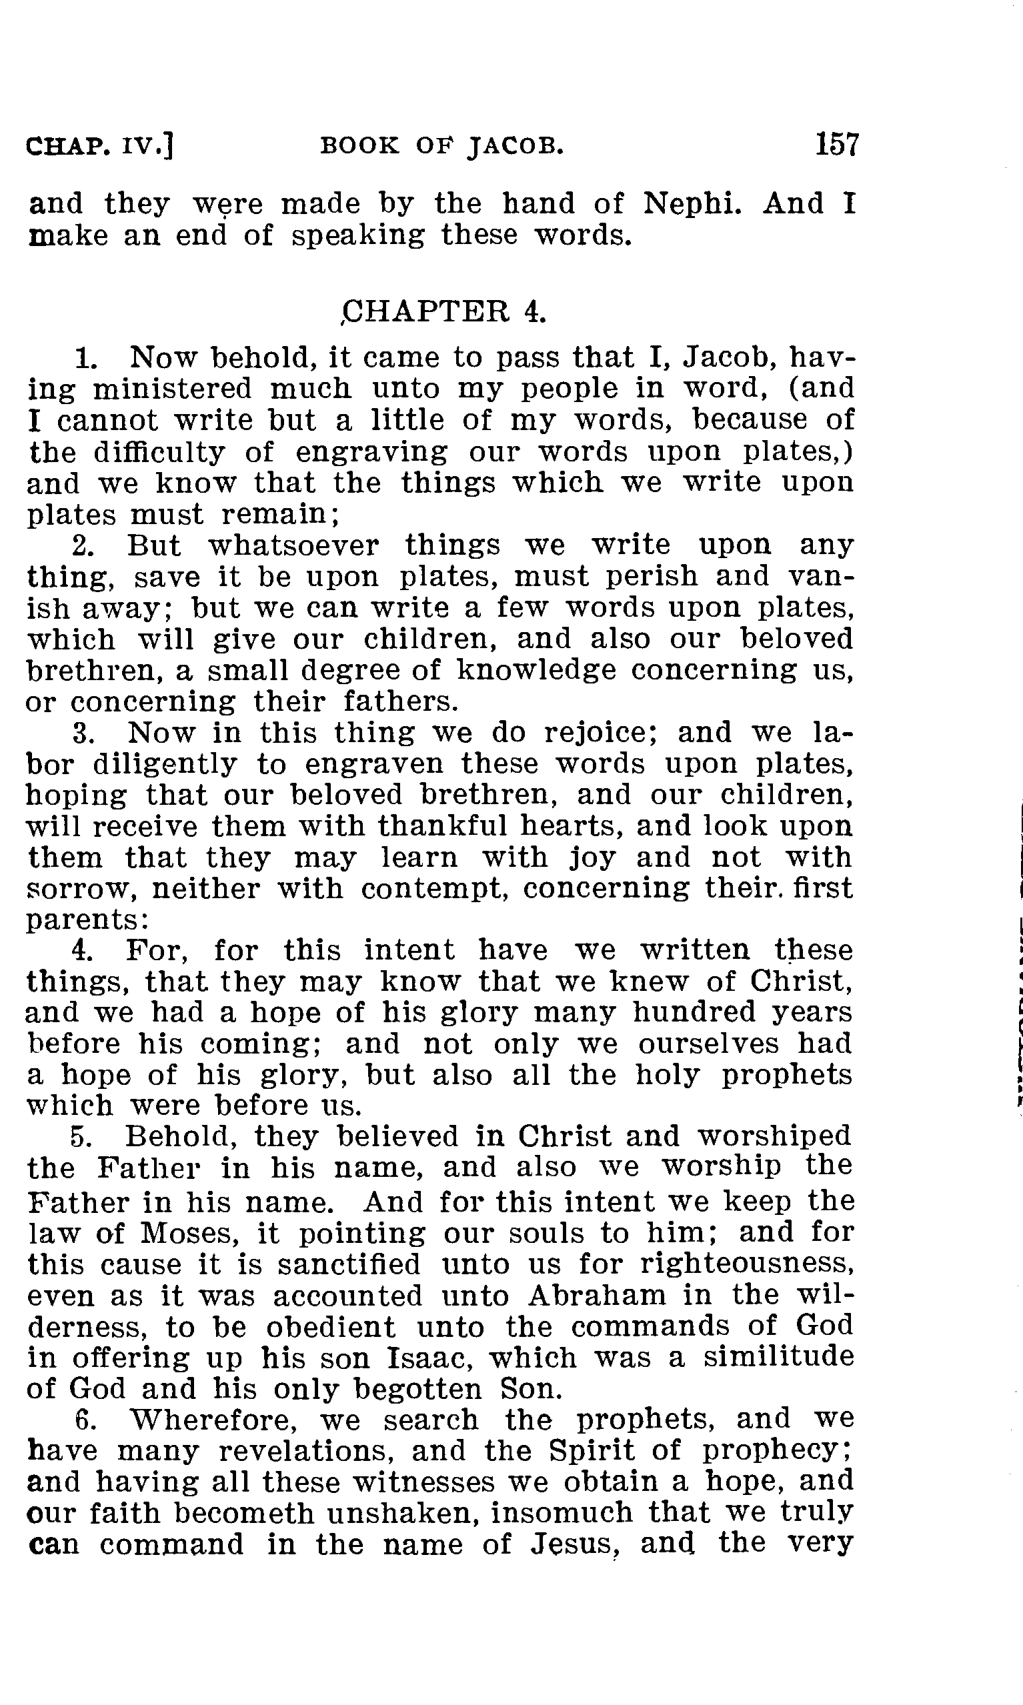 CHAP. IV.] BOOK OF JACOB. 157
and they were made by the hand of Nephi. And I
make an end of speaking these words.
CHAPTER 4.
1. Now behold, it came to pass that I, Jacob, hav-
ing ministered much unto my people in word, (and
I cannot write but a little of my words, because of
the difficulty of engraving our words upon plates,)
and we know that the things which we write upon
plates must remain;
2. But whatsoever things we write upon any
thing, save it be upon plates, must perish and van-
ish away; but we can write a few words upon plates,
which will give our children, and also our beloved
brethren, a small degree of knowledge concerning us,
or concerning their fathers.
3. Now in this thing we do rejoice; and we la-
bor diligently to engraven these words upon plates,
hoping that our beloved brethren, and our children,
will receive them with thankful hearts, and look upon
them that they may learn with joy and not with
sorrow, neither with contempt, concerning their. first
parents:
4. For, for this intent have we written these
things, that they may know that we knew of Christ,
and we had a hope of his glory many hundred years
before his coming; and not only we ourselves had
a hope of his glory, but also all the holy prophets
which were before us.
5. Behold, they believed in Christ and worshiped
the Father in his name, and also we worship the
Father in his name. And for this intent we keep the
law of Moses, it pointing our souls to him; and for
this cause it is sanctified unto us for righteousness,
even as it was accounted unto Abraham in the wil-
derness, to be obedient unto the commands of God
in offering up his son Isaac, which was a similitude
of God and his only begotten Son.
6. Wherefore, we search the prophets, and we
have many revelations, and the Spirit of prophecy;
and having all these witnesses we obtain a hope, and
our faith becometh unshaken, insomuch that we truly
can command in the name of Jesus, and the very